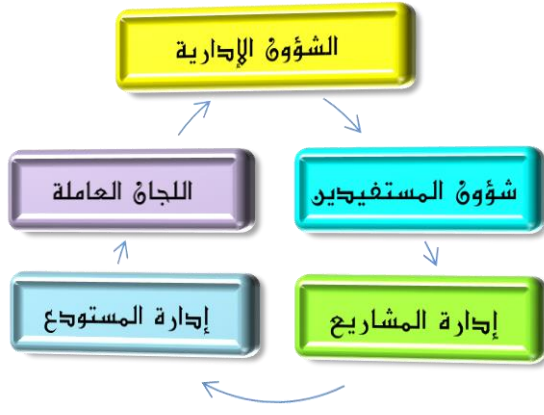 الشؤون الإدارية
شؤون المستفيدين
إدارة المشاريع
إدارة المستودع
اللجان العاملة